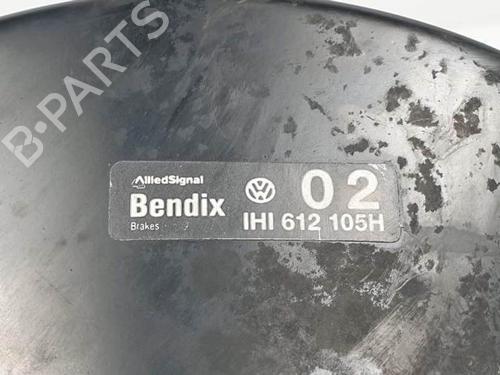 B-PARTS
AlliedSignal
Bendix
Brakes
02
IHI 612 105H